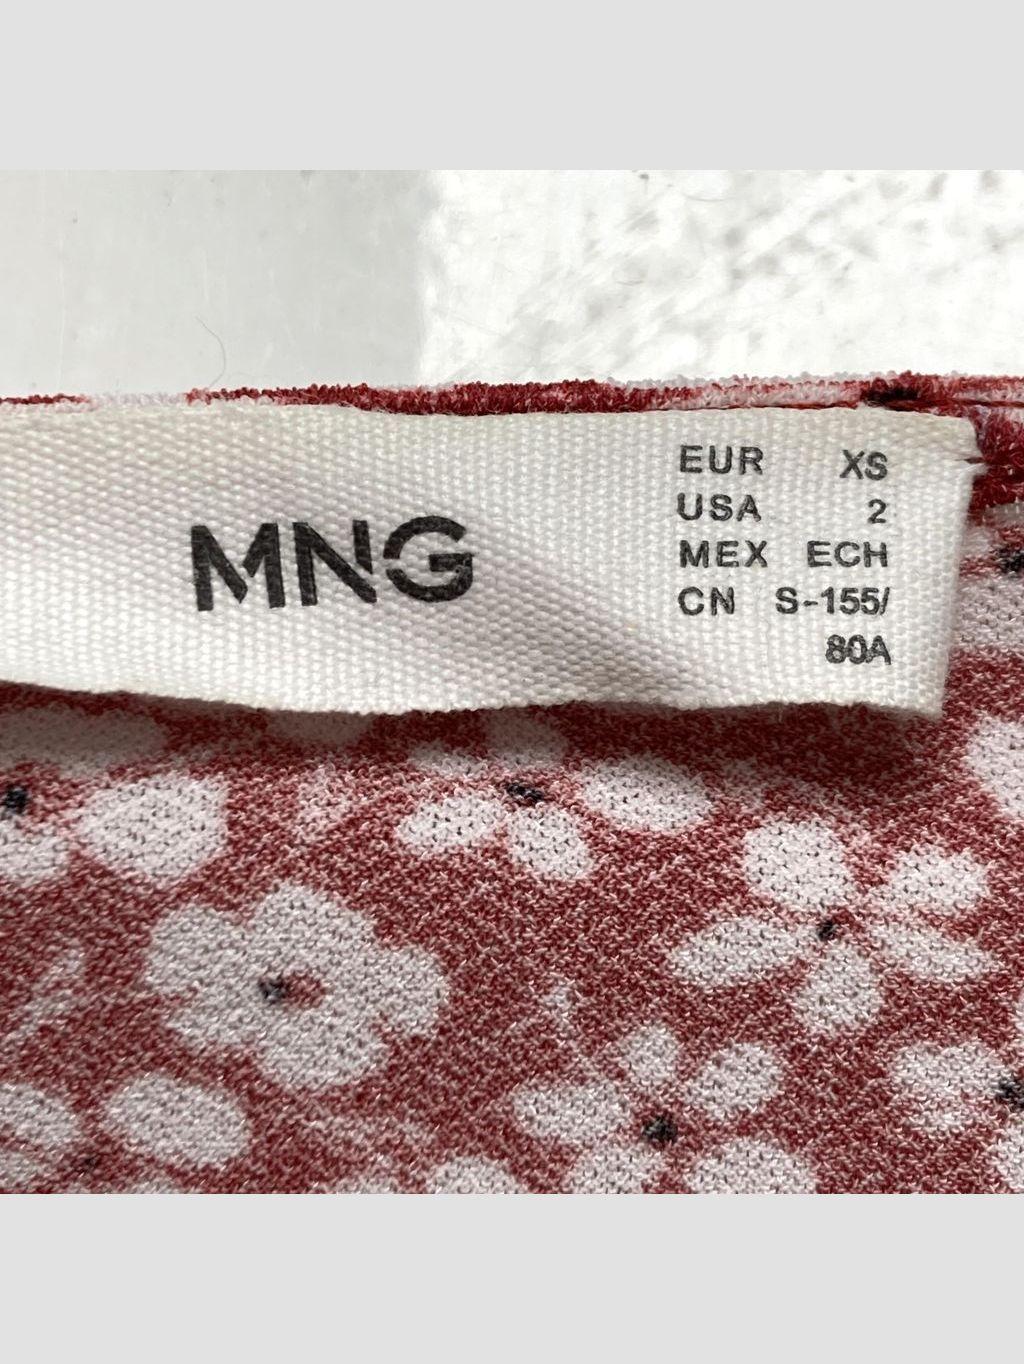 MNG
EUR XS
USA 2
MEX ECH
CN S-155/
80A